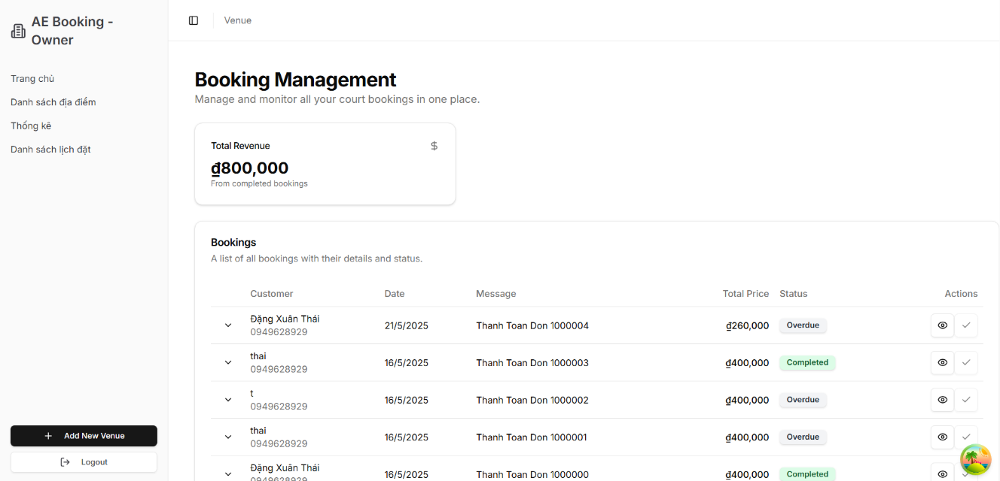 AE Booking -
Owner
Trang chủ
Danh sách địa điểm
Thống kê
Danh sách lịch đặt
Add New Venue
Logout
Venue
Booking Management
Manage and monitor all your court bookings in one place.
Total Revenue $
₫800,000
From completed bookings
Bookings
A list of all bookings with their details and status.
Customer Date Message Total Price Status Actions
Đặng Xuân Thái
0949628929
21/5/2025 Thanh Toan Don 1000004 ₫260,000 Overdue
thai
0949628929
16/5/2025 Thanh Toan Don 1000003 ₫400,000 Completed
t
0949628929
16/5/2025 Thanh Toan Don 1000002 ₫400,000 Overdue
thai
0949628929
16/5/2025 Thanh Toan Don 1000001 ₫400,000 Overdue
Đặng Xuân Thái
0949628929
16/5/2025 Thanh Toan Don 1000000 ₫400,000 Completed